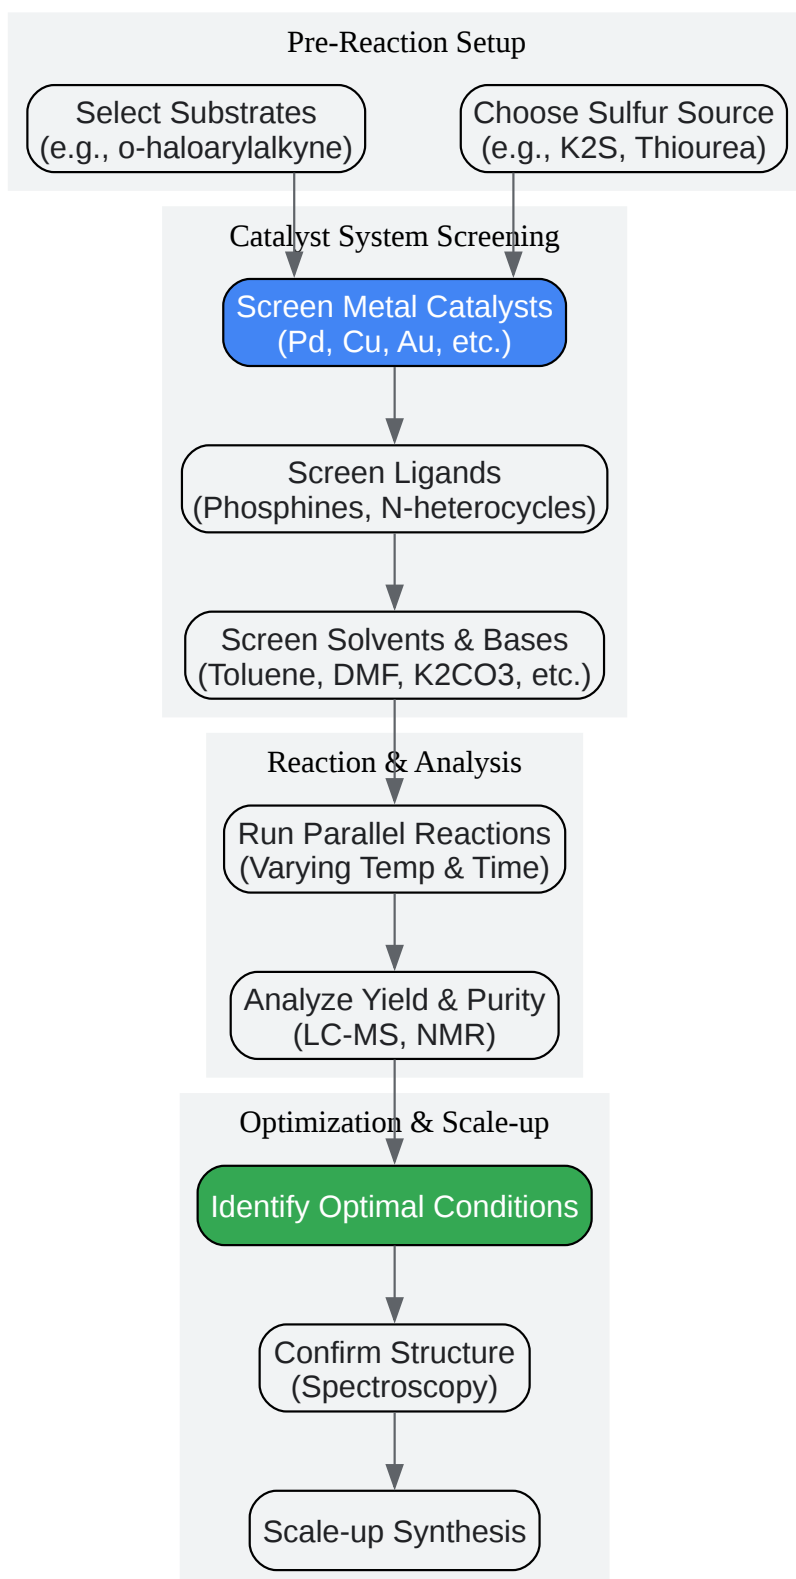 Pre-Reaction Setup
Select Substrates
(e.g., o-haloarylalkyne)
Choose Sulfur Source
(e.g., K2S, Thiourea)
Catalyst System Screening
Screen Metal Catalysts
(Pd, Cu, Au, etc.)
Screen Ligands
(Phosphines, N-heterocycles)
Screen Solvents & Bases
(Toluene, DMF, K2CO3, etc.)
Reaction & Analysis
Run Parallel Reactions
(Varying Temp & Time)
Analyze Yield & Purity
(LC-MS, NMR)
Optimization & Scale-up
Identify Optimal Conditions
Confirm Structure
(Spectroscopy)
Scale-up Synthesis